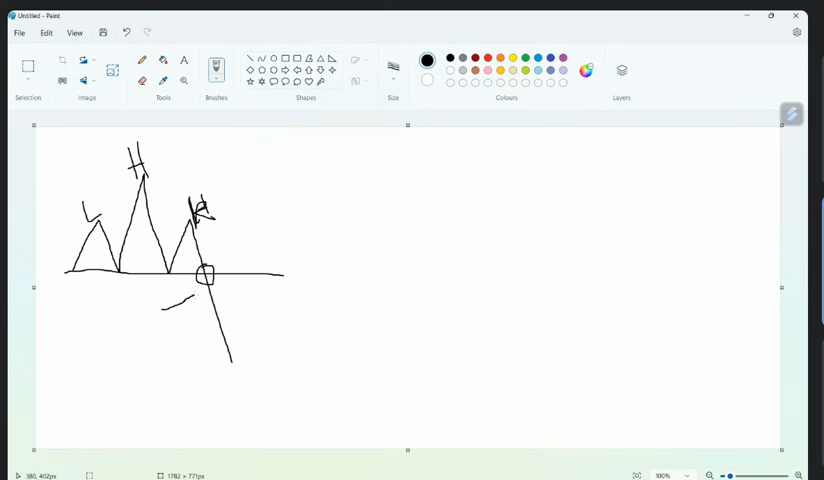 Untitled - Paint
File Edit View
Selection Image Tools Brushes Shapes Size Colours Layers
H
L
R
380, 402px 1782 × 771px 100%